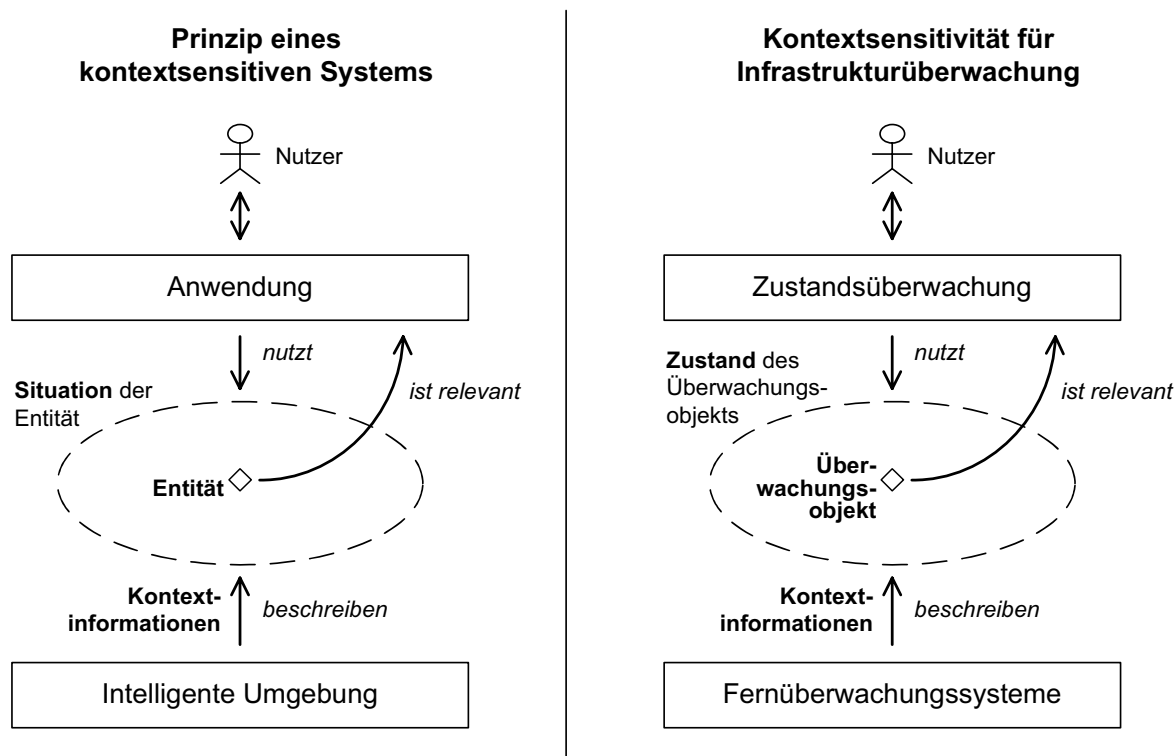 Prinzip eines
kontextsensitiven Systems
Nutzer
Anwendung
nutzt
Situation der
Entität
ist relevant
Entität
Kontext-
informationen
beschreiben
Intelligente Umgebung
Kontextsensitivität für
Infrastrukturüberwachung
Nutzer
Zustandsüberwachung
nutzt
Zustand des
Überwachungs-
objekts
ist relevant
Über-
wachungs-
objekt
Kontext-
informationen
beschreiben
Fernüberwachungssysteme